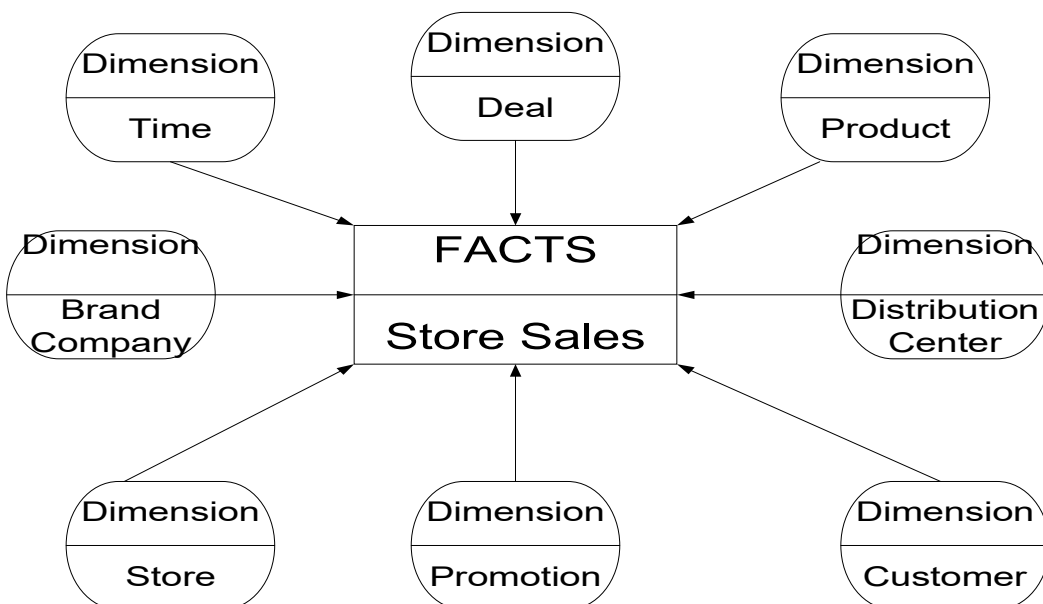 Dimension
Time
Dimension
Deal
Dimension
Product
Dimension
Brand
Company
FACTS
Store Sales
Dimension
Distribution
Center
Dimension
Store
Dimension
Promotion
Dimension
Customer